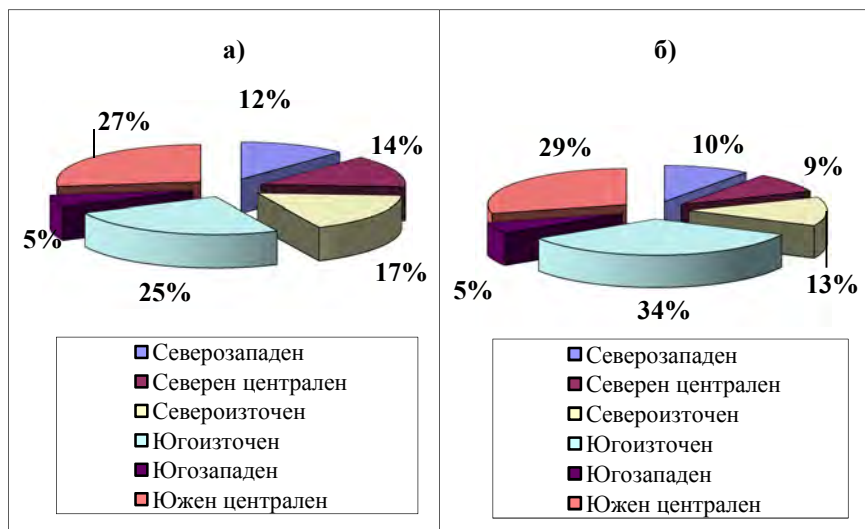 а)
12%
27%
14%
5%
17%
25%
Северозападен
Северен централен
Североизточен
Югоизточен
Югозападен
Южен централен
б)
10%
29%
9%
5%
13%
34%
Северозападен
Северен централен
Североизточен
Югоизточен
Югозападен
Южен централен